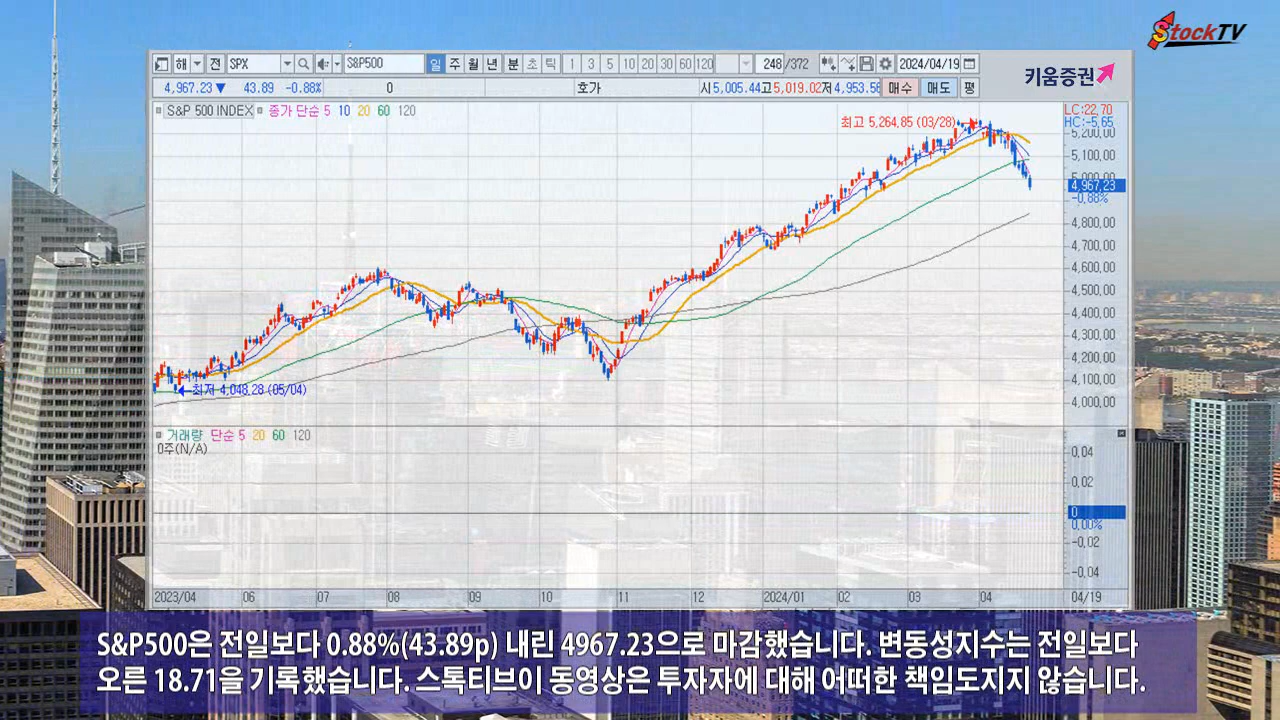 StockTV
해 전 SPX S&P500 일 주 월 년 분 초 틱 1 3 5 10 20 30 60 120 248 /372 2024/04/19
키움증권
4,967.23 ▼ 43.89 -0.88% 0 호가 시 5,005.44 고 5,019.02 저 4,953.56 매수 매도 평
S&P 500 INDEX 종가 단순 5 10 20 60 120
LC:22.70
최고 5,264.85 (03/28)
HC:-5.65
5,200.00
5,100.00
5,000.00
4,967.23
-0.88%
4,800.00
4,700.00
4,600.00
4,500.00
4,400.00
4,300.00
4,200.00
4,100.00
최저 4,048.28 (05/04)
4,000.00
거래량 단순 5 20 60 120
0주(N/A)
0.04
0.02
0
0.00%
-0.02
-0.04
2023/04 06 07 08 09 10 11 12 2024/01 02 03 04 04/19
S&P500은 전일보다 0.88%(43.89p) 내린 4967.23으로 마감했습니다. 변동성지수는 전일보다
오른 18.71을 기록했습니다. 스톡티브이 동영상은 투자자에 대해 어떠한 책임도지지 않습니다.